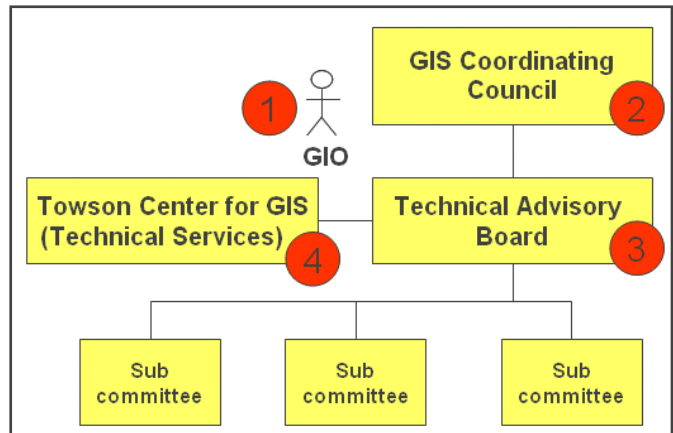 GIS Coordinating
Council
2
1
GIO
Towson Center for GIS
(Technical Services)
4
Technical Advisory
Board
3
Sub
committee
Sub
committee
Sub
committee